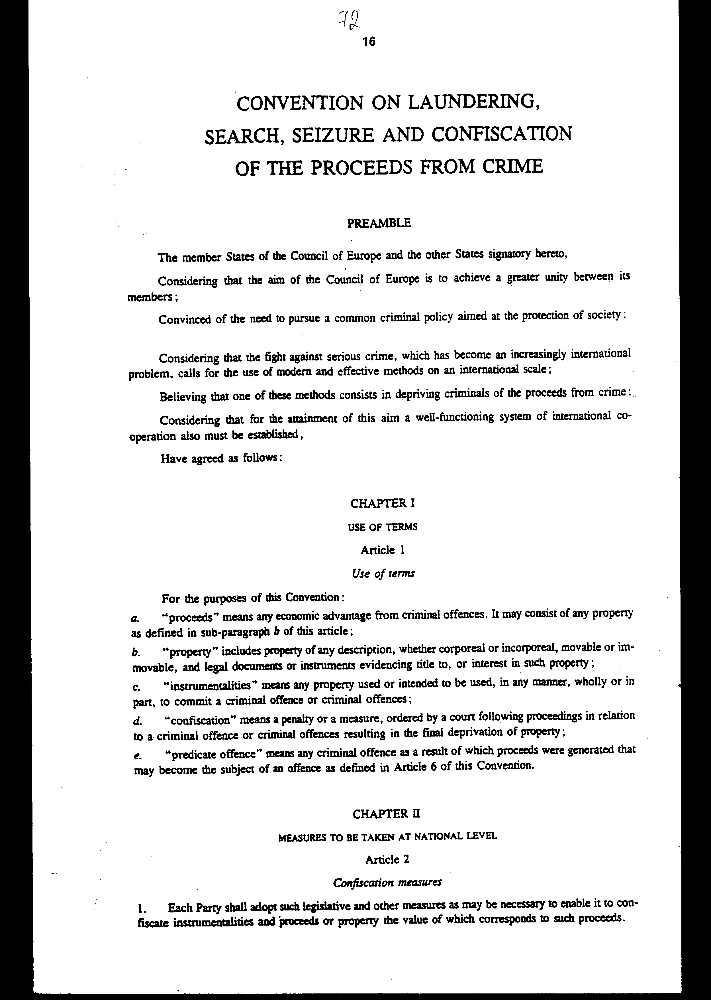 72
16
CONVENTION ON LAUNDERING,
SEARCH, SEIZURE AND CONFISCATION
OF THE PROCEEDS FROM CRIME
PREAMBLE
The member States of the Council of Europe and the other States signatory hereto,
Considering that the aim of the Council of Europe is to achieve a greater unity between its
members ;
Convinced of the need to pursue a common criminal policy aimed at the protection of society :
Considering that the fight against serious crime, which has become an increasingly international
problem. calls for the use of modern and effective methods on an international scale ;
Believing that one of these methods consists in depriving criminals of the proceeds from crime :
Considering that for the attainment of this aim a well-functioning system of international co-
operation also must be established ,
Have agreed as follows :
CHAPTER I
USE OF TERMS
Article 1
Use of terms
For the purposes of this Convention :
a. “proceeds” means any economic advantage from criminal offences. It may consist of any property
as defined in sub-paragraph b of this article ;
b. “property” includes property of any description, whether corporeal or incorporeal, movable or im-
movable, and legal documents or instruments evidencing title to, or interest in such property ;
c. “instrumentalities” means any property used or intended to be used, in any manner, wholly or in
part, to commit a criminal offence or criminal offences ;
d. “confiscation” means a penalty or a measure, ordered by a court following proceedings in relation
to a criminal offence or criminal offences resulting in the final deprivation of property ;
e. “predicate offence” means any criminal offence as a result of which proceeds were generated that
may become the subject of an offence as defined in Article 6 of this Convention.
CHAPTER II
MEASURES TO BE TAKEN AT NATIONAL LEVEL
Article 2
Confiscation measures
1. Each Party shall adopt such legislative and other measures as may be necessary to enable it to con-
fiscate instrumentalities and proceeds or property the value of which corresponds to such proceeds.